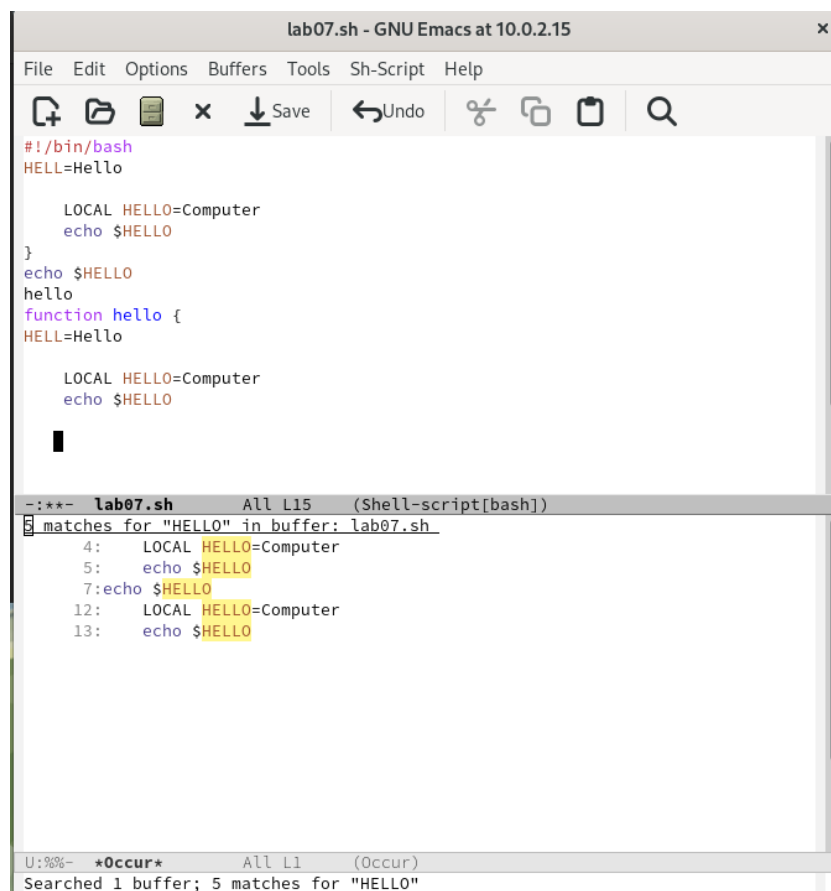 lab07.sh - GNU Emacs at 10.0.2.15 ×
File Edit Options Buffers Tools Sh-Script Help
Save Undo
#!/bin/bash
HELL=Hello
    LOCAL HELLO=Computer
    echo $HELLO
}
echo $HELLO
hello
function hello {
HELL=Hello
    LOCAL HELLO=Computer
    echo $HELLO
-:**-  lab07.sh       All L15    (Shell-script[bash])
5 matches for "HELLO" in buffer: lab07.sh
      4:    LOCAL HELLO=Computer
      5:    echo $HELLO
      7:echo $HELLO
     12:    LOCAL HELLO=Computer
     13:    echo $HELLO
U:%%-  *Occur*        All L1     (Occur)
Searched 1 buffer; 5 matches for "HELLO"